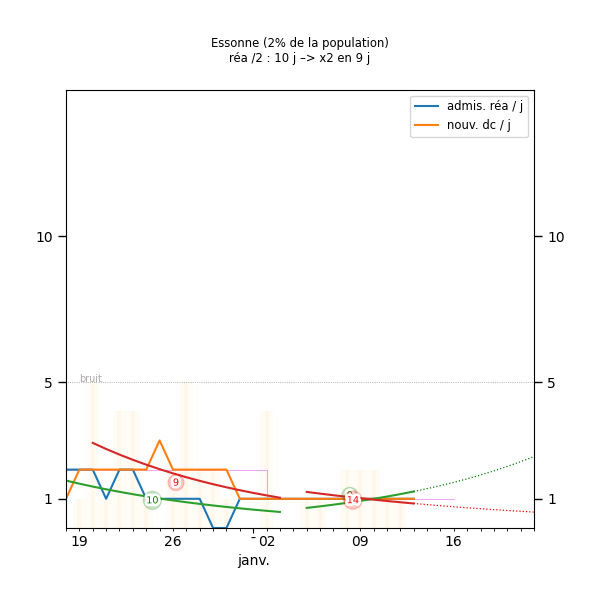 Essonne (2% de la population)
réa /2 : 10 j –> x2 en 9 j
admis. réa / j
nouv. dc / j
10
10
bruit
5
5
9
10
14
1
1
19
26
02
09
16
janv.